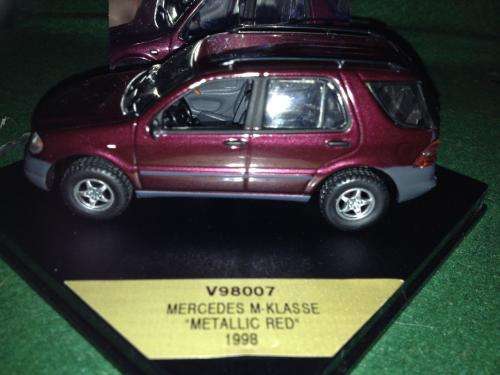 V98007
MERCEDES M-KLASSE
"METALLIC RED"
1998